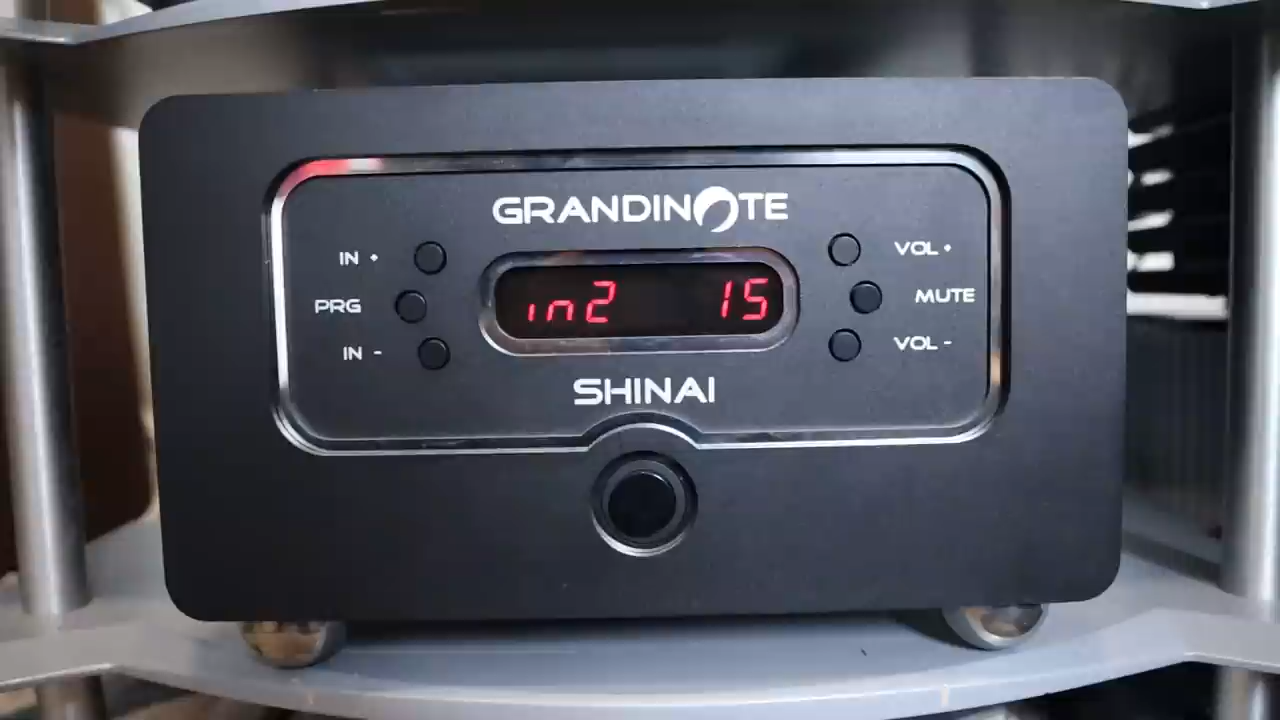 GRANDINOTE
IN +
VOL +
PRG
in2 15
MUTE
IN -
VOL -
SHINAI